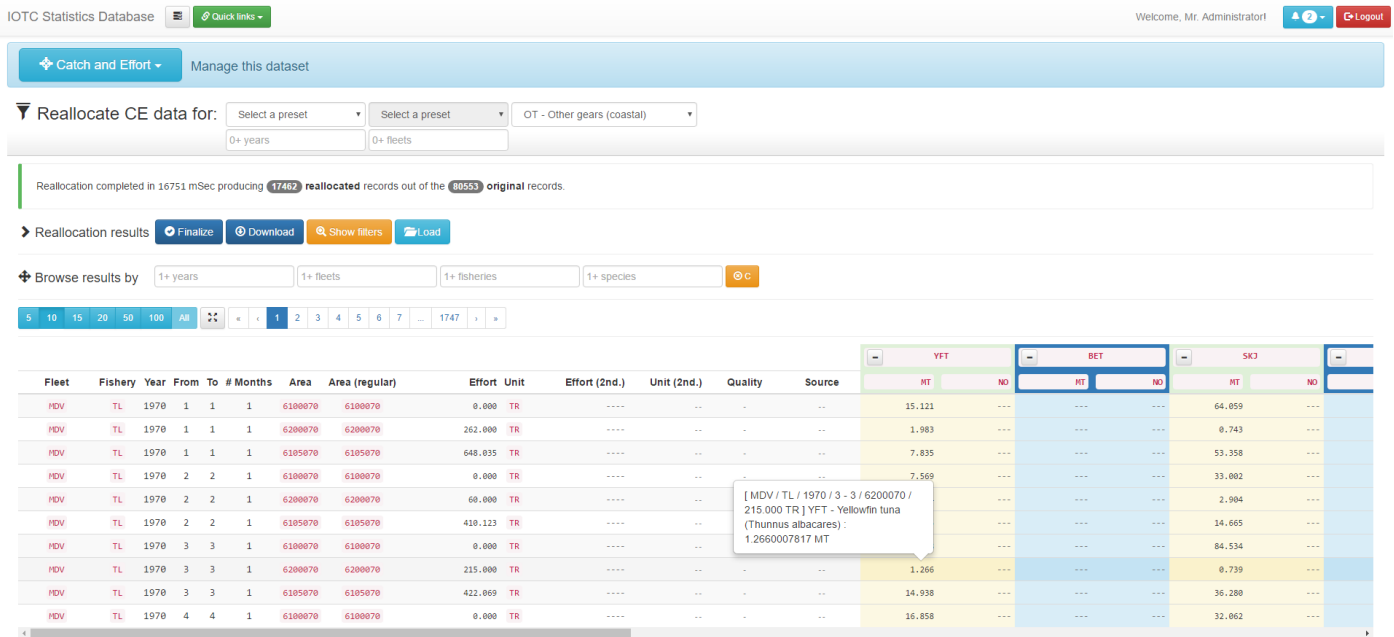 IOTC Statistics Database Quick links Welcome, Mr. Administrator! 2 Logout
Catch and Effort Manage this dataset
Reallocate CE data for: Select a preset Select a preset OT - Other gears (coastal)
0+ years 0+ fleets
Reallocation completed in 16751 mSec producing 17462 reallocated records out of the 80553 original records.
Reallocation results Finalize Download Show filters Load
Browse results by 1+ years 1+ fleets 1+ fisheries 1+ species C
5 10 15 20 50 100 All « ‹ 1 2 3 4 5 6 7 ... 1747 › »
- YFT - BET - SKJ -
Fleet Fishery Year From To # Months Area Area (regular) Effort Unit Effort (2nd.) Unit (2nd.) Quality Source MT NO MT NO MT NO
MDV TL 1970 1 1 1 6100070 6100070 0.000 TR ---- -- - -- 15.121 --- --- --- 64.059 ---
MDV TL 1970 1 1 1 6200070 6200070 262.000 TR ---- -- - -- 1.983 --- --- --- 0.743 ---
MDV TL 1970 1 1 1 6105070 6105070 648.035 TR ---- -- - -- 7.835 --- --- --- 53.358 ---
MDV TL 1970 2 2 1 6100070 6100070 0.000 TR ---- -- - -- 7.569 --- --- --- 33.002 ---
MDV TL 1970 2 2 1 6200070 6200070 60.000 TR ---- -- --- --- --- 2.904 ---
MDV TL 1970 2 2 1 6105070 6105070 410.123 TR ---- -- --- --- --- 14.665 ---
MDV TL 1970 3 3 1 6100070 6100070 0.000 TR ---- -- --- --- --- 84.534 ---
[ MDV / TL / 1970 / 3 - 3 / 6200070 /
215.000 TR ] YFT - Yellowfin tuna
(Thunnus albacares) :
1.2660007817 MT
MDV TL 1970 3 3 1 6200070 6200070 215.000 TR ---- -- - -- 1.266 --- --- --- 0.739 ---
MDV TL 1970 3 3 1 6105070 6105070 422.069 TR ---- -- - -- 14.938 --- --- --- 36.280 ---
MDV TL 1970 4 4 1 6100070 6100070 0.000 TR ---- -- - -- 16.858 --- --- --- 32.062 ---